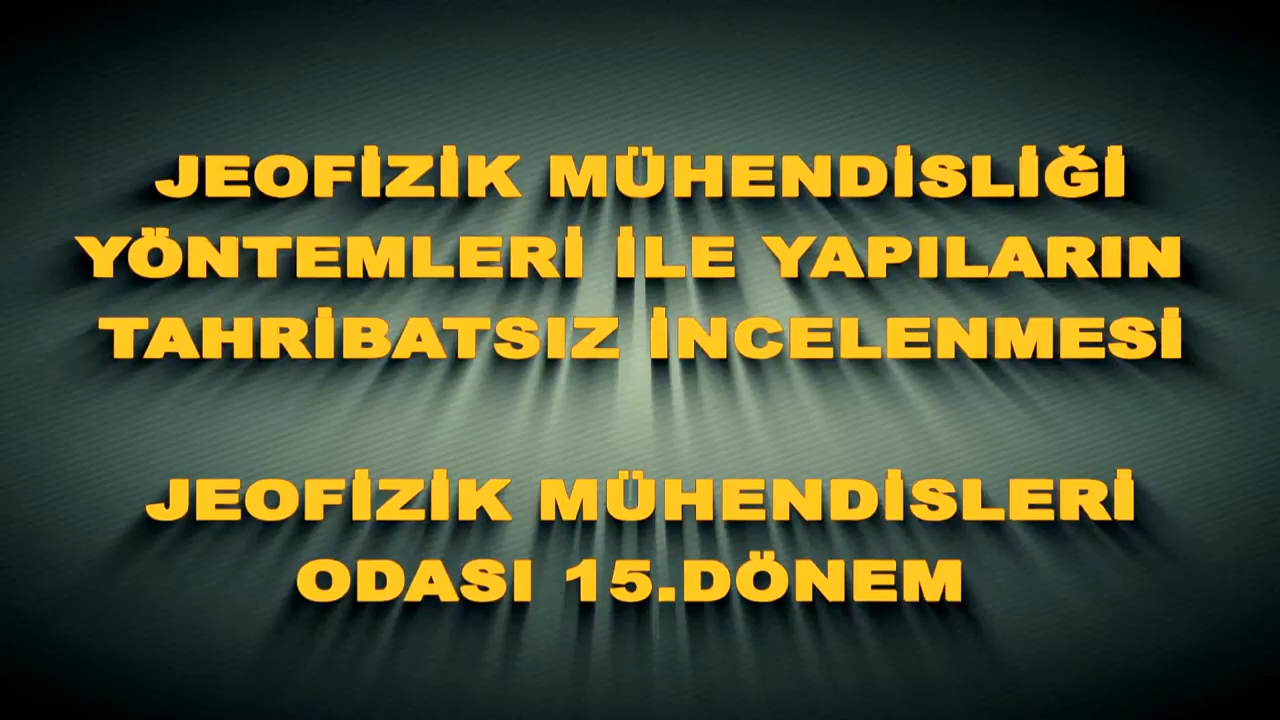 JEOFİZİK MÜHENDİSLİĞİ
YÖNTEMLERİ İLE YAPILARIN
TAHRİBATSIZ İNCELENMESİ
JEOFİZİK MÜHENDİSLERİ
ODASI 15.DÖNEM